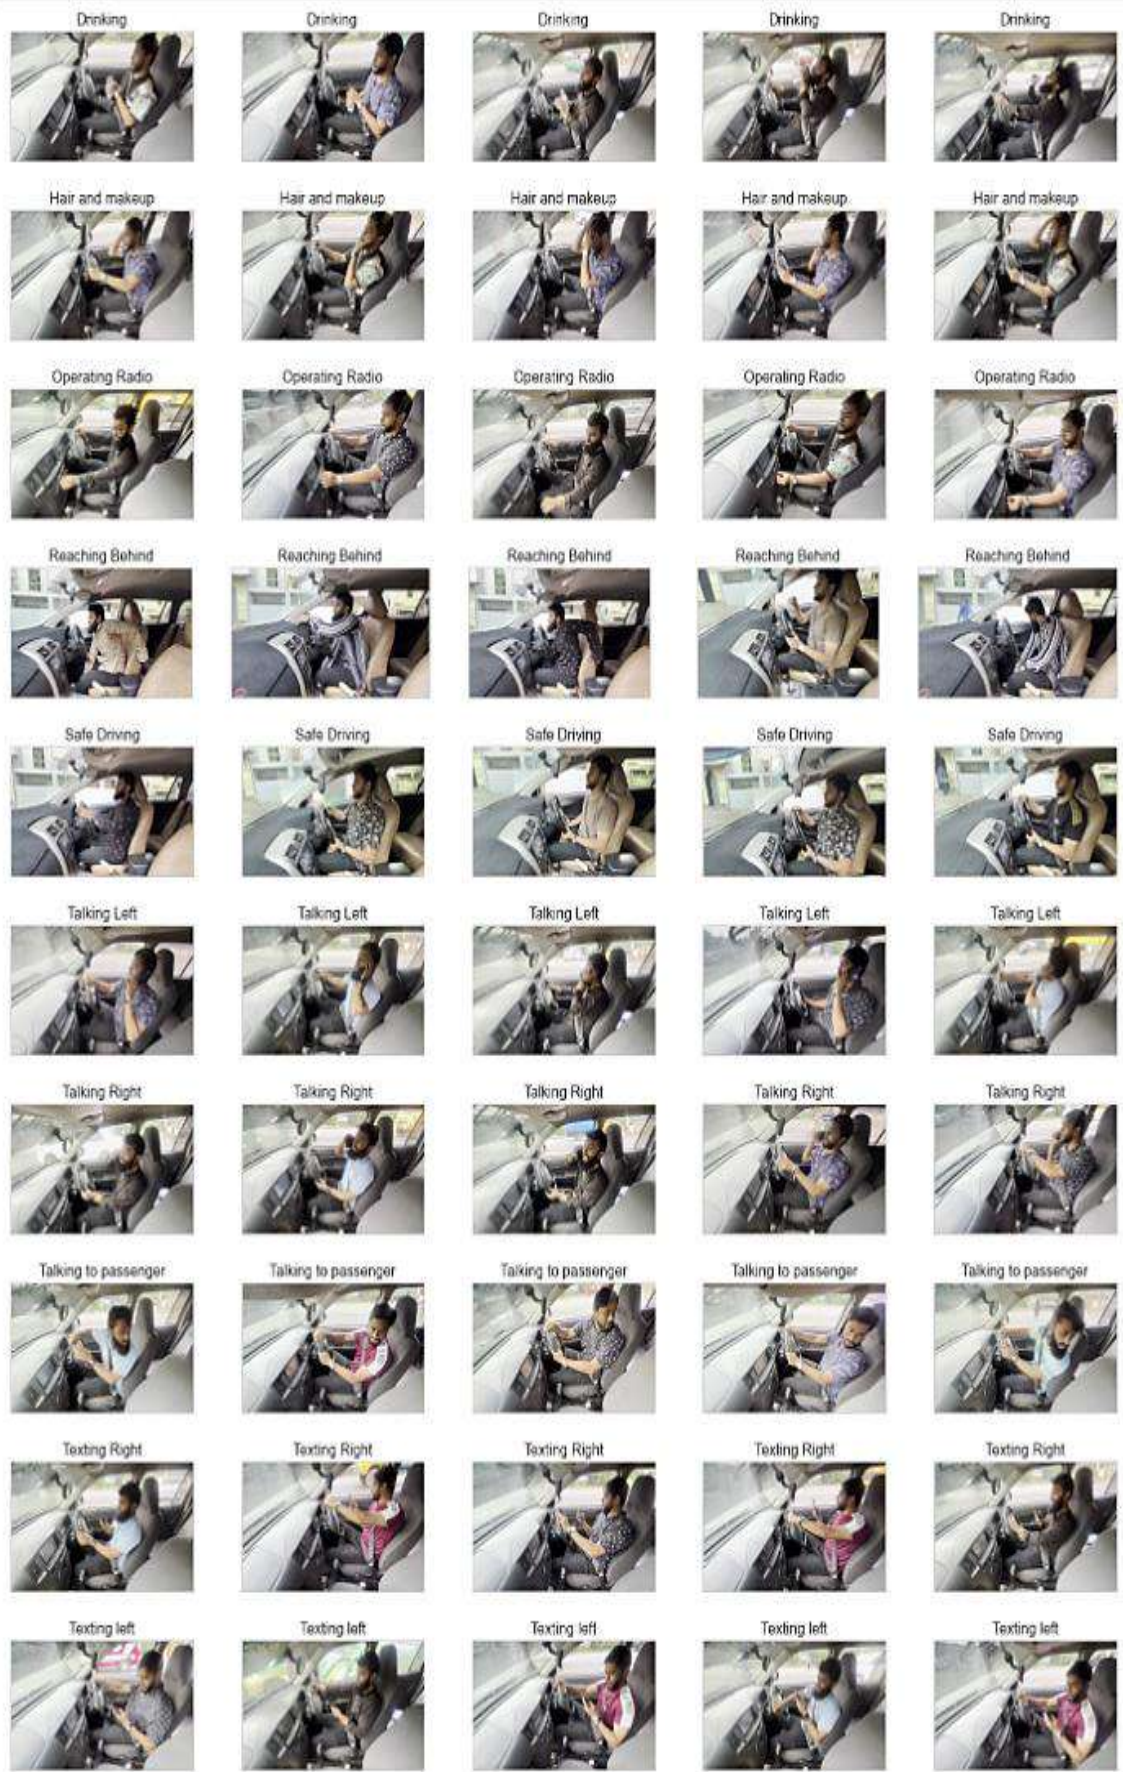 Drinking Drinking Drinking Drinking Drinking
Hair and makeup Hair and makeup Hair and makeup Hair and makeup Hair and makeup
Operating Radio Operating Radio Operating Radio Operating Radio Operating Radio
Reaching Behind Reaching Behind Reaching Behind Reaching Behind Reaching Behind
Safe Driving Safe Driving Safe Driving Safe Driving Safe Driving
Talking Left Talking Left Talking Left Talking Left Talking Left
Talking Right Talking Right Talking Right Talking Right Talking Right
Talking to passenger Talking to passenger Talking to passenger Talking to passenger Talking to passenger
Texting Right Texting Right Texting Right Texting Right Texting Right
Texting left Texting left Texting left Texting left Texting left